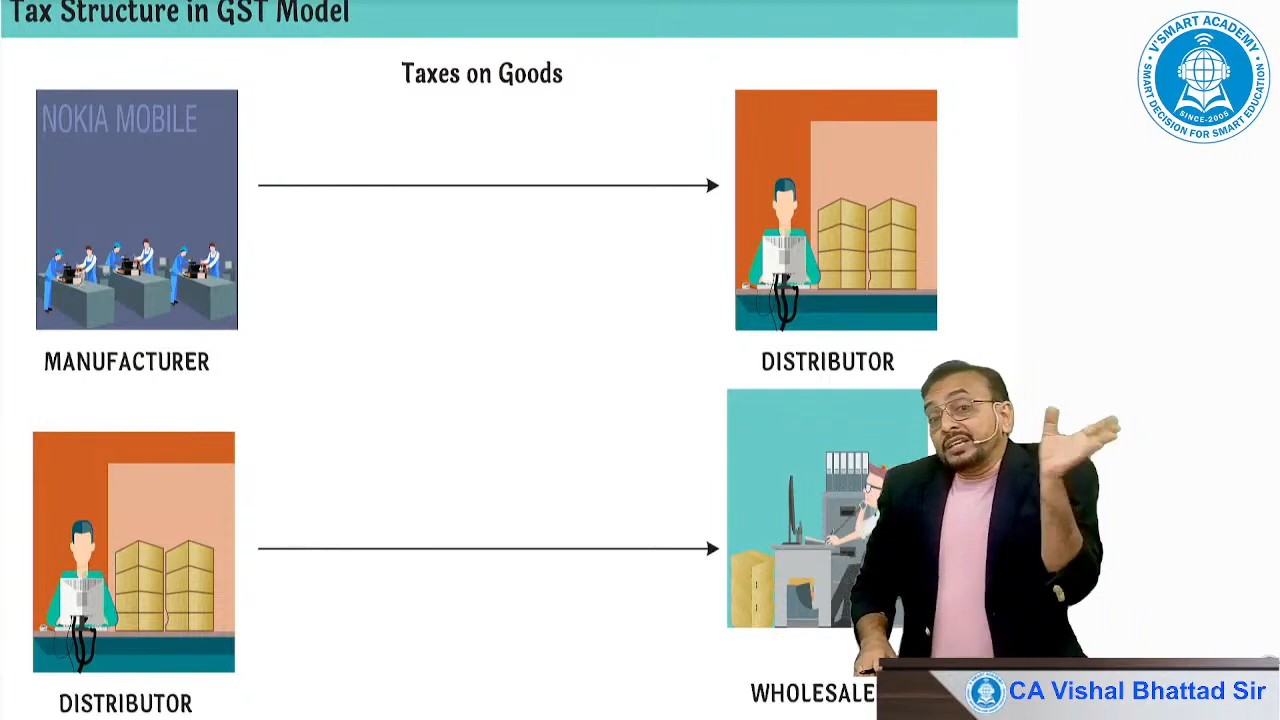 Tax Structure in GST Model
Taxes on Goods
NOKIA MOBILE
MANUFACTURER
DISTRIBUTOR
DISTRIBUTOR
WHOLESALE
V'SMART ACADEMY
SINCE-2005
SMART DECISION FOR SMART EDUCATION
CA Vishal Bhattad Sir